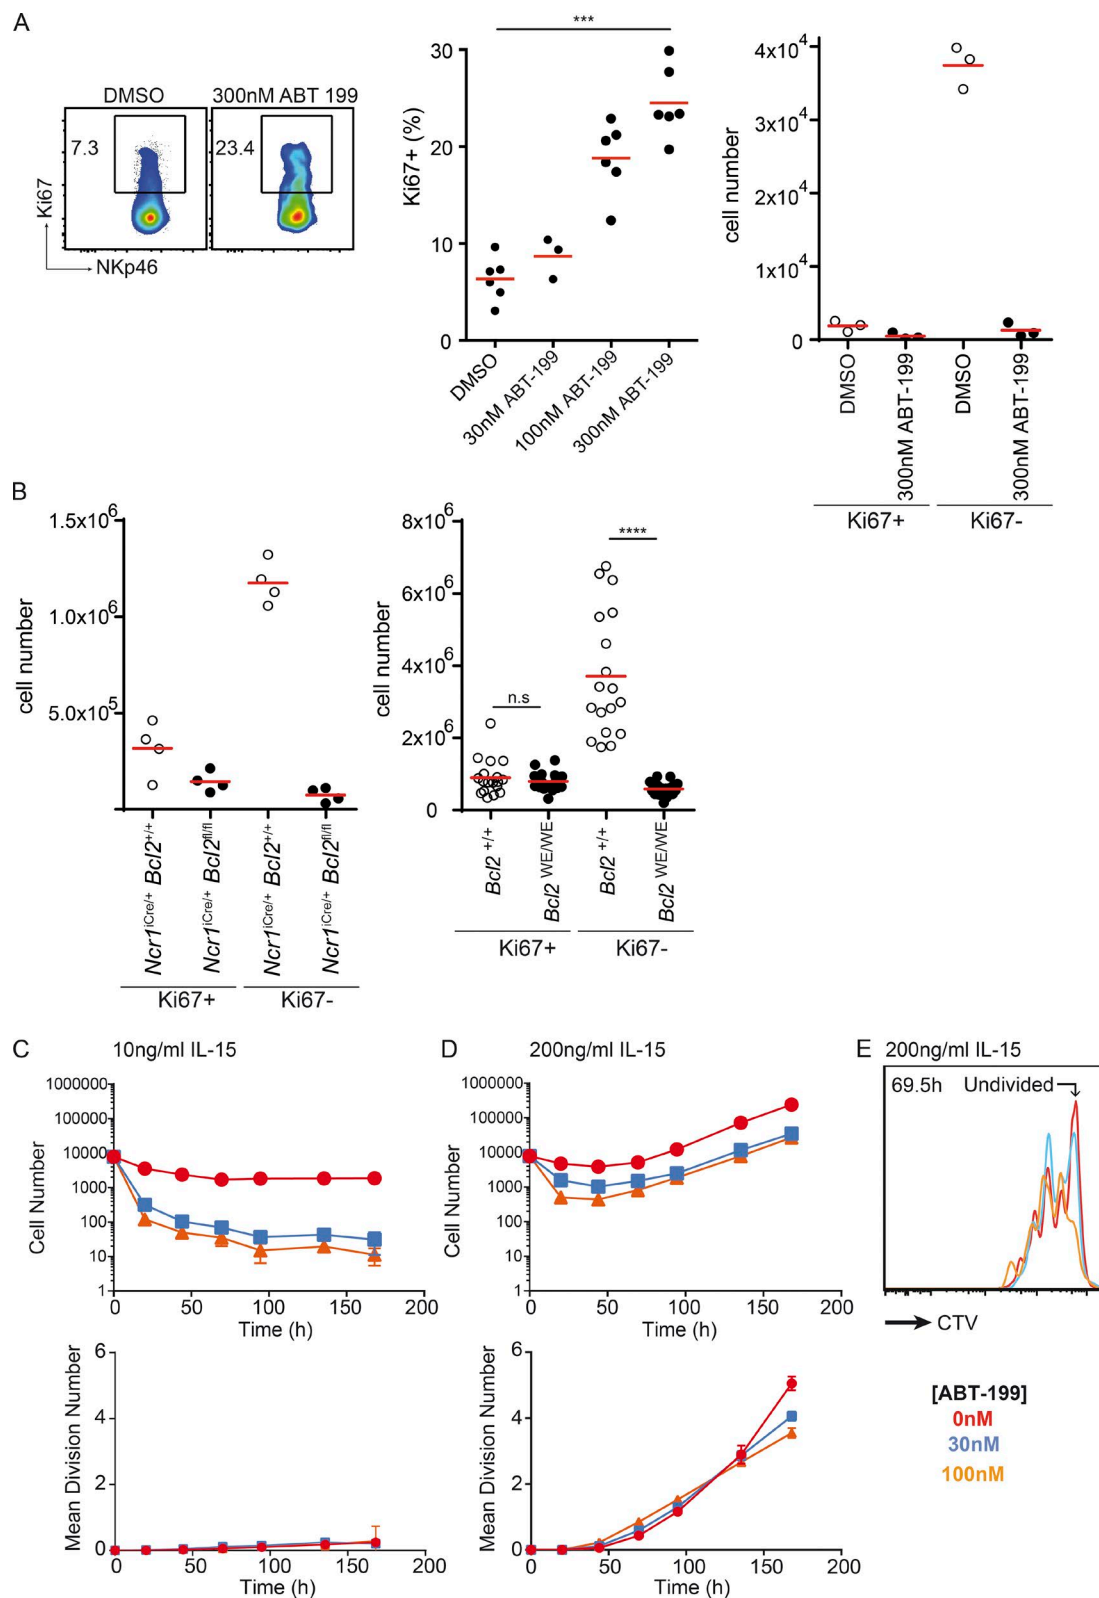 A
DMSO
300nM ABT 199
7.3
23.4
Ki67
NKp46
***
Ki67+ (%)
30
20
10
0
DMSO
30nM ABT-199
100nM ABT-199
300nM ABT-199
cell number
4x10^4
3x10^4
2x10^4
1x10^4
0
DMSO
300nM ABT-199
DMSO
300nM ABT-199
Ki67+
Ki67-
B
cell number
1.5x10^6
1.0x10^6
5.0x10^5
Ncr1^iCre/+ Bcl2^+/+
Ncr1^iCre/+ Bcl2^fl/fl
Ncr1^iCre/+ Bcl2^+/+
Ncr1^iCre/+ Bcl2^fl/fl
Ki67+
Ki67-
cell number
8x10^6
6x10^6
4x10^6
2x10^6
0
n.s
****
Bcl2 ^+/+
Bcl2 ^WE/WE
Bcl2 ^+/+
Bcl2 ^WE/WE
Ki67+
Ki67-
C
10ng/ml IL-15
Cell Number
1000000
100000
10000
1000
100
10
1
0
50
100
150
200
Time (h)
Mean Division Number
6
4
2
0
0
50
100
150
200
Time (h)
D
200ng/ml IL-15
Cell Number
1000000
100000
10000
1000
100
10
1
0
50
100
150
200
Time (h)
Mean Division Number
6
4
2
0
0
50
100
150
200
Time (h)
E
200ng/ml IL-15
69.5h
Undivided
CTV
[ABT-199]
0nM
30nM
100nM